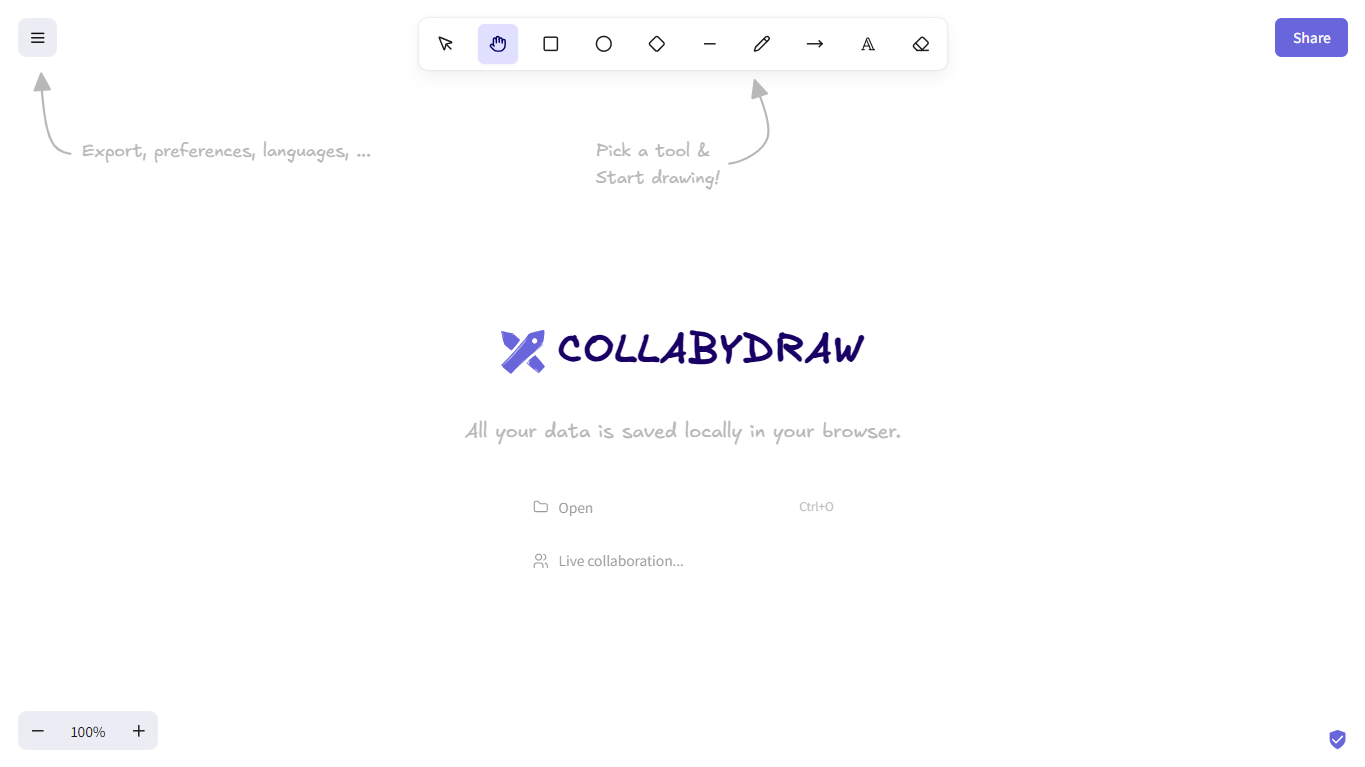 Share
Export, preferences, languages, ...
Pick a tool &
Start drawing!
COLLABYDRAW
All your data is saved locally in your browser.
Open Ctrl+O
Live collaboration...
100%